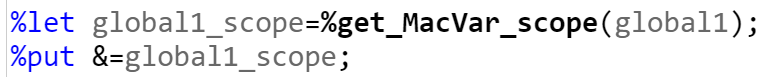 %let global1_scope=%get_MacVar_scope(global1);
%put &=global1_scope;